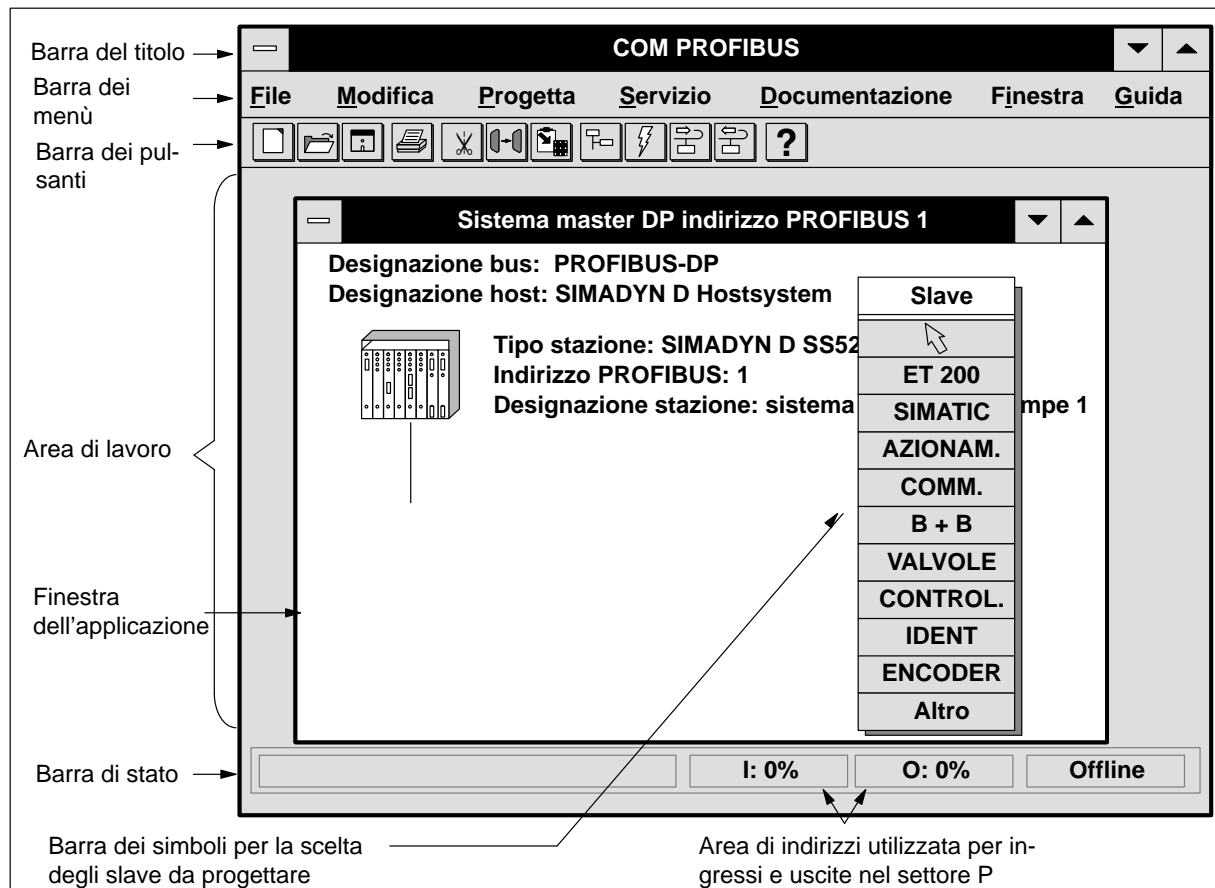 Barra del titolo
COM PROFIBUS
Barra dei
menù
File Modifica Progetta Servizio Documentazione Finestra Guida
Barra dei pul-
santi
?
Sistema master DP indirizzo PROFIBUS 1
Designazione bus: PROFIBUS-DP
Designazione host: SIMADYN D Hostsystem
Tipo stazione: SIMADYN D SS52
Indirizzo PROFIBUS: 1
Designazione stazione: sistema mpe 1
Slave
ET 200
SIMATIC
AZIONAM.
COMM.
B + B
VALVOLE
CONTROL.
IDENT
ENCODER
Altro
Area di lavoro
Finestra
dell'applicazione
Barra di stato
I: 0% O: 0% Offline
Barra dei simboli per la scelta
degli slave da progettare
Area di indirizzi utilizzata per in-
gressi e uscite nel settore P